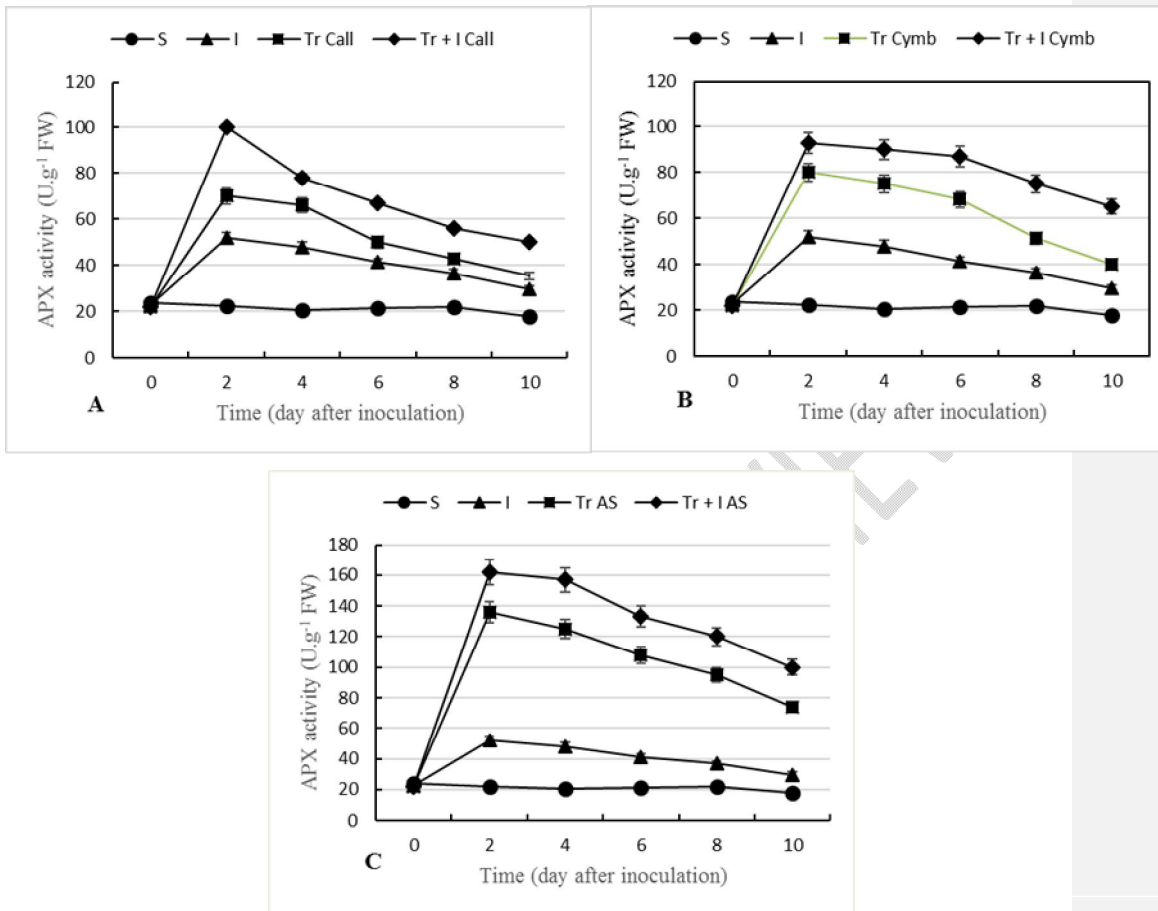 S I Tr Call Tr + I Call
120
100
80
60
40
20
0
APX activity (U.g-1 FW)
0 2 4 6 8 10
Time (day after inoculation)
A
S I Tr Cymb Tr + I Cymb
120
100
80
60
40
20
0
APX activity (U.g-1 FW)
0 2 4 6 8 10
Time (day after inoculation)
B
S I Tr AS Tr + I AS
180
160
140
120
100
80
60
40
20
0
APX activity (U.g-1 FW)
0 2 4 6 8 10
Time (day after inoculation)
C